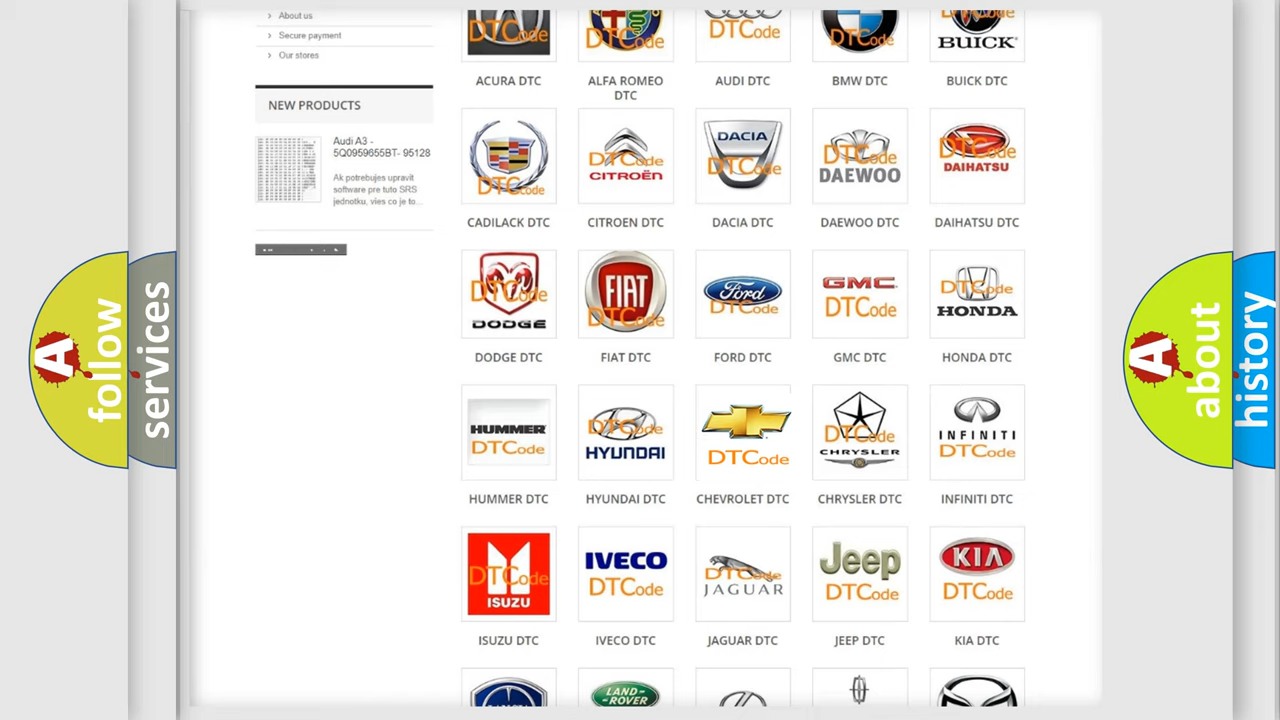 About us
Secure payment
Our stores
NEW PRODUCTS
Audi A3 -
5Q0959655BT- 95128
Ak potrebujes upravit
software pre tuto SRS
jednotku, vies co je to...
follow
services
A
DTCode
DTCode
DTCode
DTCode
BUICK
ACURA DTC
ALFA ROMEO
DTC
AUDI DTC
BMW DTC
BUICK DTC
DTCode
DTCode
CITROËN
DACIA
DTCode
DTCode
DAEWOO
DTCode
DAIHATSU
CADILACK DTC
CITROEN DTC
DACIA DTC
DAEWOO DTC
DAIHATSU DTC
DTCode
DODGE
FIAT
DTCode
Ford
DTCode
GMC
DTCode
DTCode
HONDA
DODGE DTC
FIAT DTC
FORD DTC
GMC DTC
HONDA DTC
HUMMER
DTCode
DTCode
HYUNDAI
DTCode
DTCode
CHRYSLER
INFINITI
DTCode
HUMMER DTC
HYUNDAI DTC
CHEVROLET DTC
CHRYSLER DTC
INFINITI DTC
DTCode
ISUZU
IVECO
DTCode
DTCode
JAGUAR
Jeep
DTCode
KIA
DTCode
ISUZU DTC
IVECO DTC
JAGUAR DTC
JEEP DTC
KIA DTC
LAND-
ROVER
A
about
history